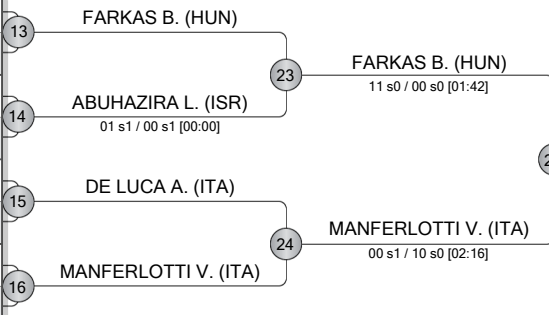 13
FARKAS B. (HUN)
23
FARKAS B. (HUN)
11 s0 / 00 s0 [01:42]
14
ABUHAZIRA L. (ISR)
01 s1 / 00 s1 [00:00]
15
DE LUCA A. (ITA)
24
MANFERLOTTI V. (ITA)
00 s1 / 10 s0 [02:16]
16
MANFERLOTTI V. (ITA)